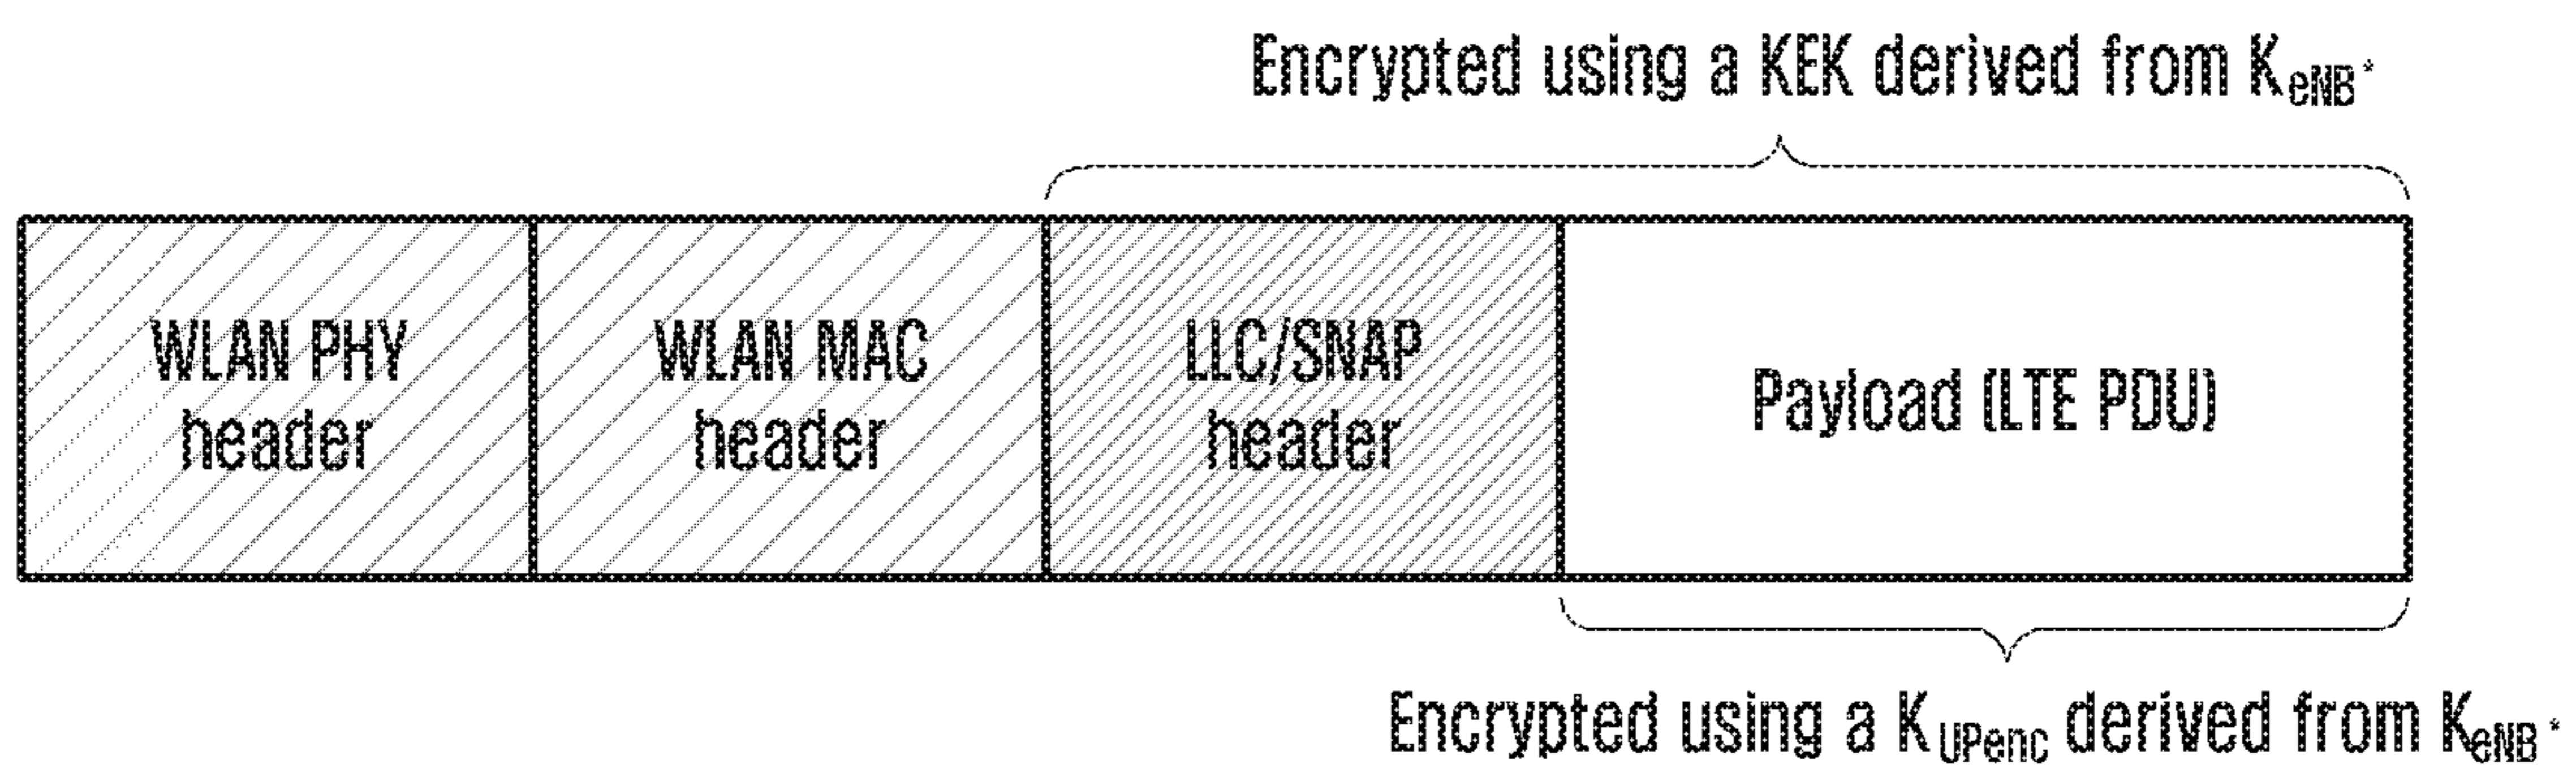 Encrypted using a KEK derived from KeNB*
WLAN PHY
header
WLAN MAC
header
LLC/SNAP
header
Payload (LTE PDU)
Encrypted using a KUPenc derived from KeNB*